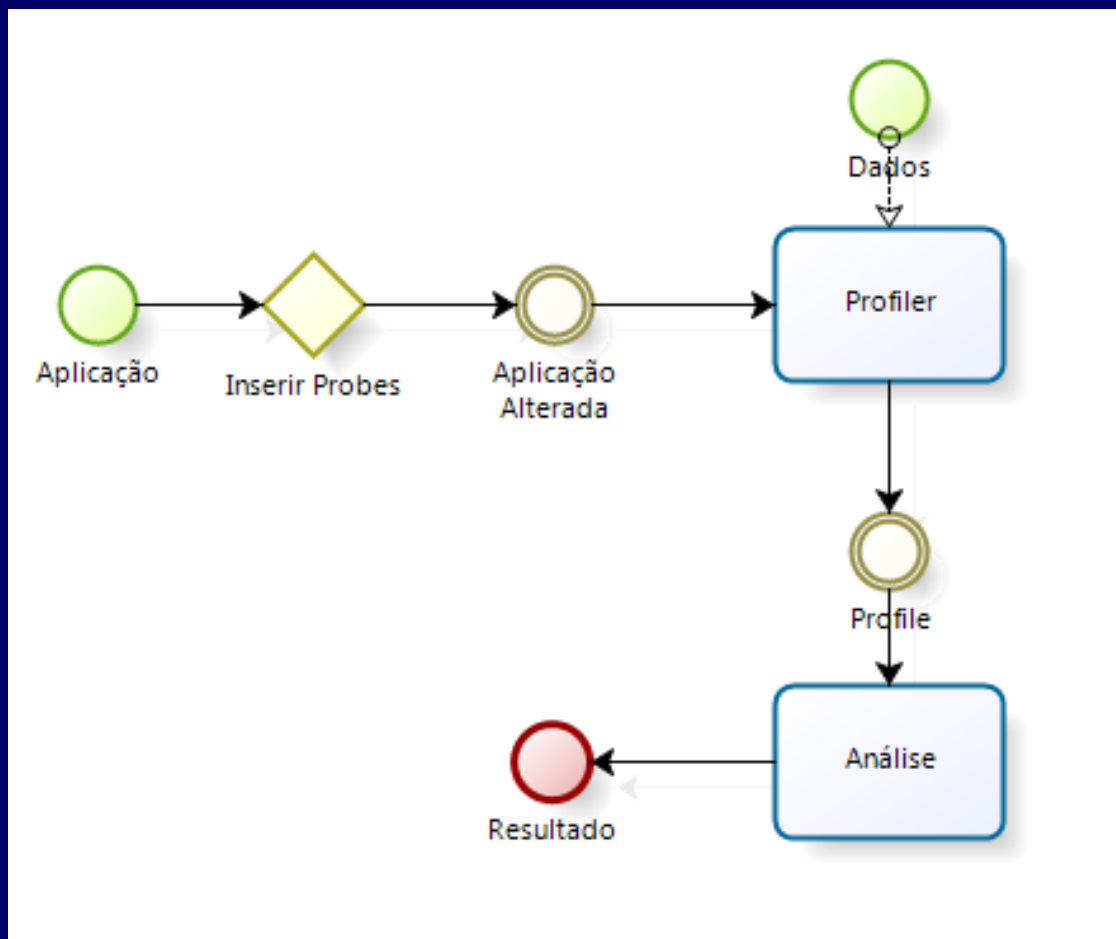 Dados
Profiler
Aplicação
Inserir Probes
Aplicação
Alterada
Profile
Análise
Resultado